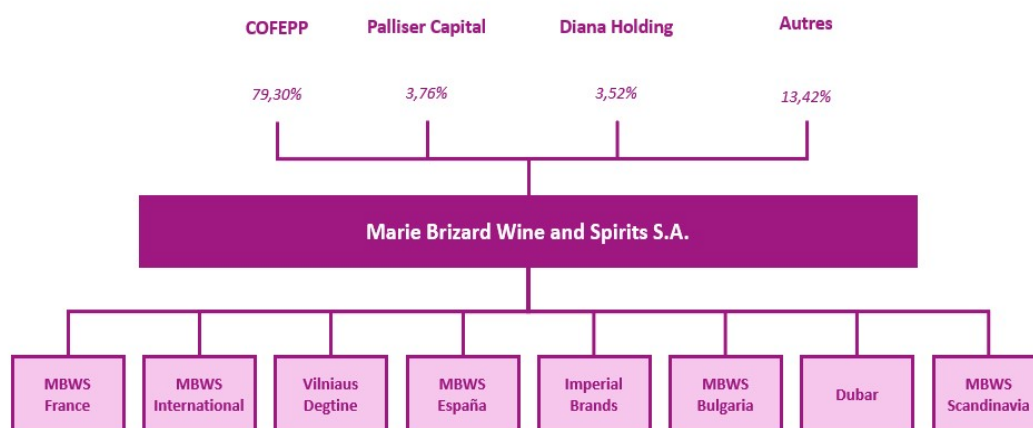 COFEPP Palliser Capital Diana Holding Autres
79,30% 3,76% 3,52% 13,42%
Marie Brizard Wine and Spirits S.A.
MBWS France
MBWS International
Vilniaus Degtine
MBWS España
Imperial Brands
MBWS Bulgaria
Dubar
MBWS Scandinavia